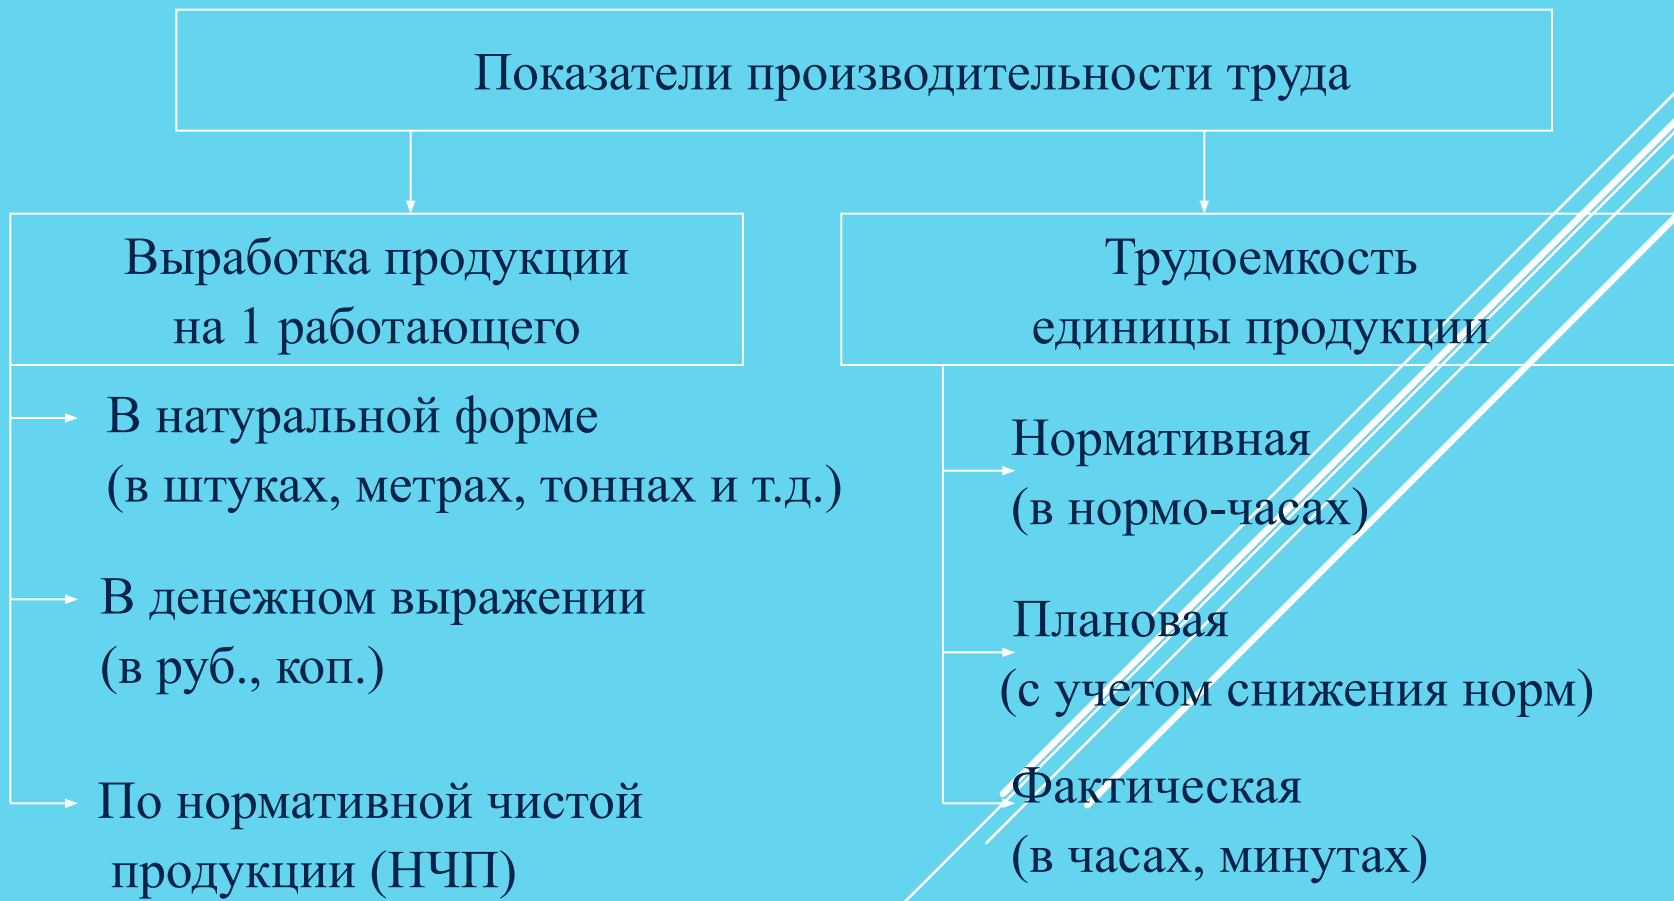 Показатели производительности труда
Выработка продукции
на 1 работающего
В натуральной форме
(в штуках, метрах, тоннах и т.д.)
В денежном выражении
(в руб., коп.)
По нормативной чистой
продукции (НЧП)
Трудоемкость
единицы продукции
Нормативная
(в нормо-часах)
Плановая
(с учетом снижения норм)
Фактическая
(в часах, минутах)